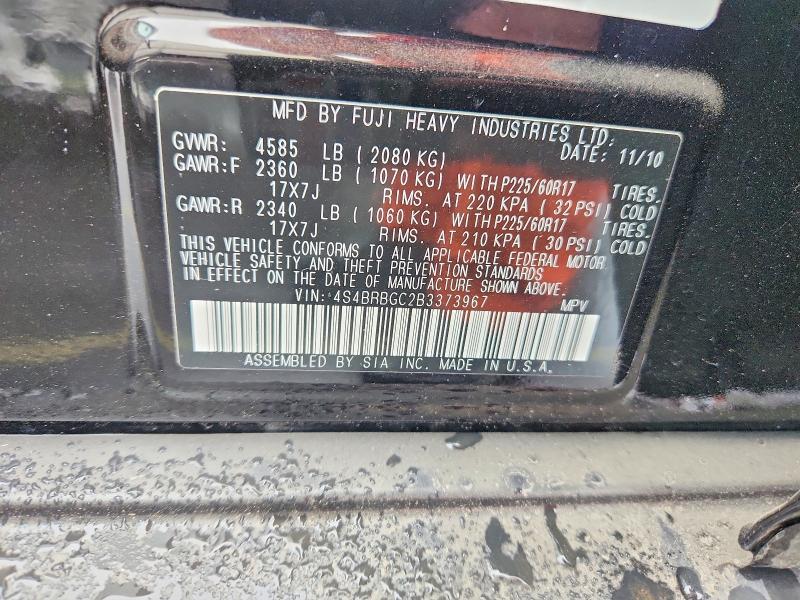 MFD BY FUJI HEAVY INDUSTRIES LTD.
GVWR: 4585 LB (2080 KG) DATE: 11/10
GAWR:F 2360 LB (1070 KG) WITH P225/60R17 TIRES.
17X7J RIMS. AT 220 KPA (32 PSI) COLD
GAWR:R 2340 LB (1060 KG) WITH P225/60R17 TIRES.
17X7J RIMS. AT 210 KPA (30 PSI) COLD
THIS VEHICLE CONFORMS TO ALL APPLICABLE FEDERAL MOTOR
VEHICLE SAFETY AND THEFT PREVENTION STANDARDS
IN EFFECT ON THE DATE OF MANUFACTURE SHOWN ABOVE.
VIN: 4S4BRBGC2B3373967 MPV
ASSEMBLED BY SIA INC. MADE IN U.S.A.